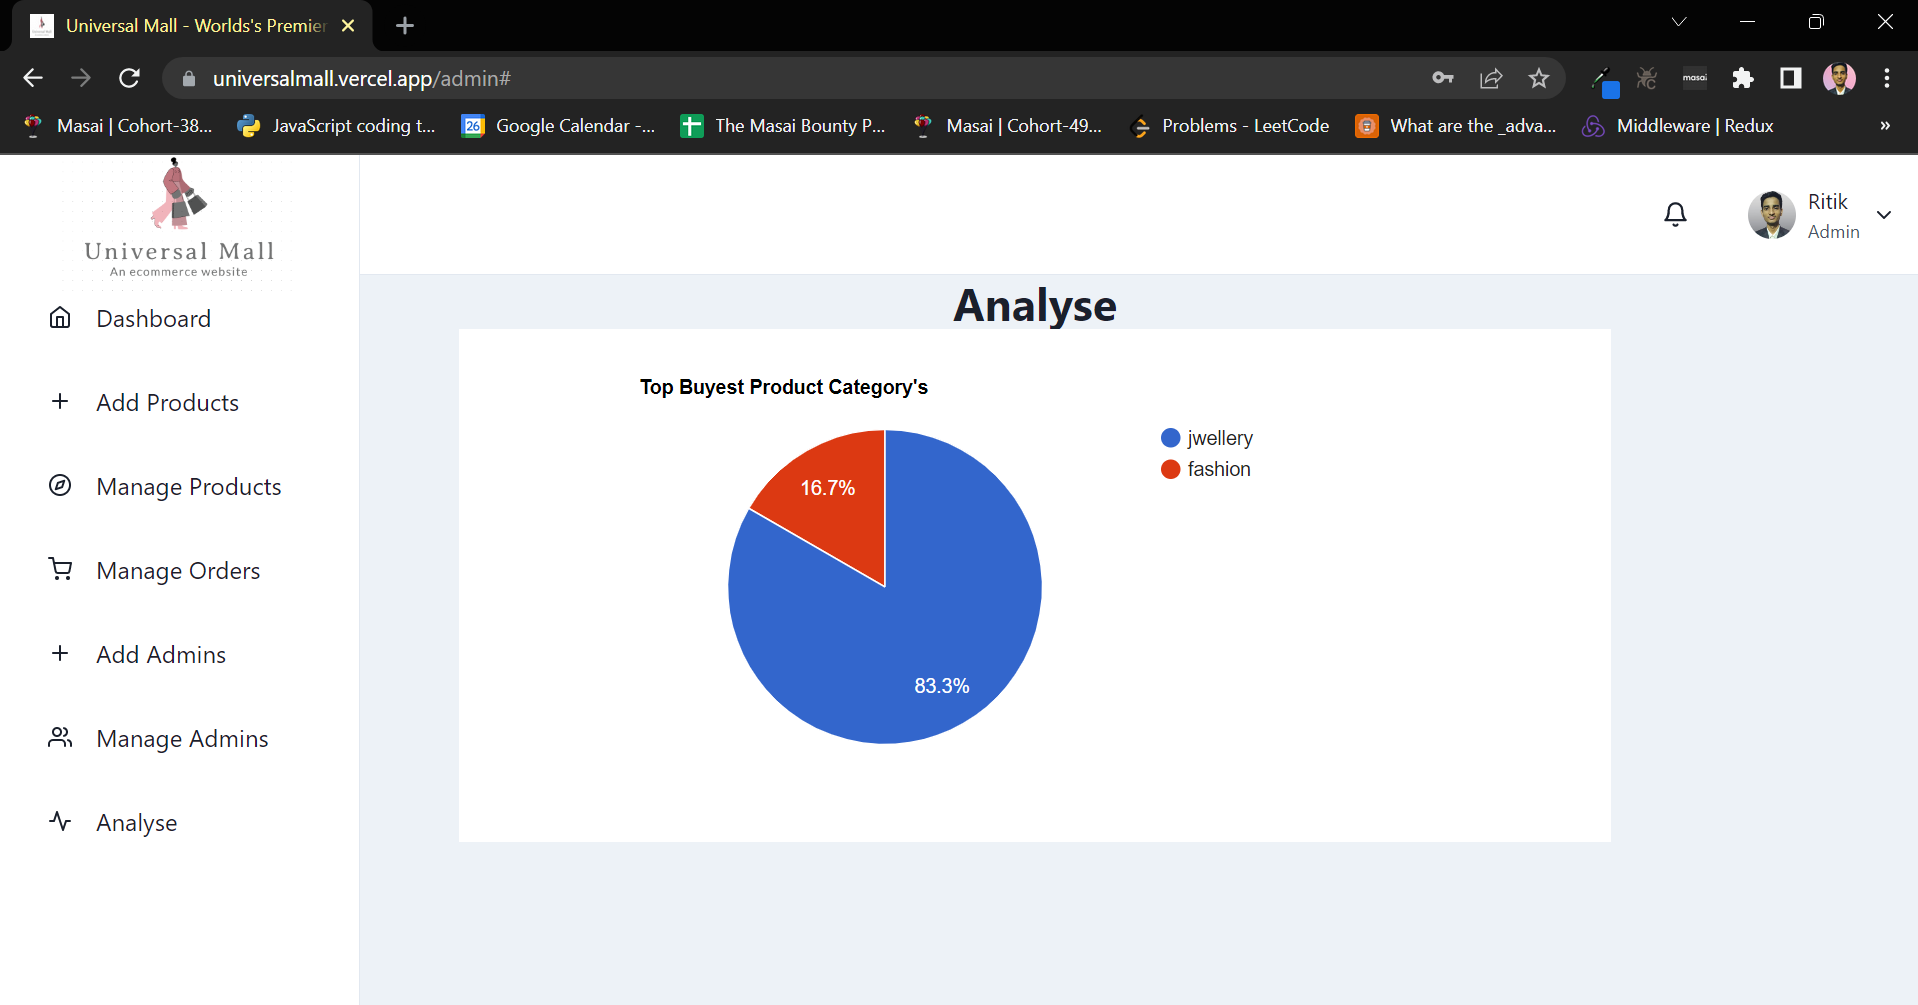 Universal Mall - Worlds's Premier
universalmall.vercel.app/admin#
masai
Masai | Cohort-38...
JavaScript coding t...
26
Google Calendar -...
The Masai Bounty P...
Masai | Cohort-49...
Problems - LeetCode
What are the _adva...
Middleware | Redux
»
Universal Mall
An ecommerce website
Ritik
Admin
Dashboard
Add Products
Manage Products
Manage Orders
Add Admins
Manage Admins
Analyse
Analyse
Top Buyest Product Category's
jwellery
fashion
16.7%
83.3%